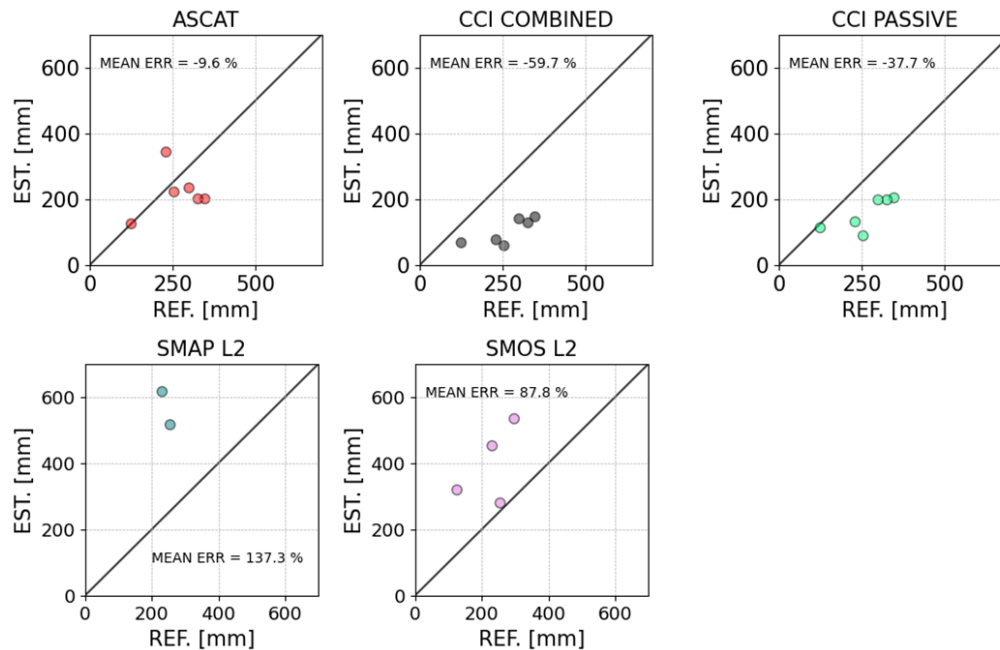 ASCAT
CCI COMBINED
CCI PASSIVE
EST. [mm]
600
400
200
0
MEAN ERR = -9.6 %
0
250
500
REF. [mm]
EST. [mm]
600
400
200
0
MEAN ERR = -59.7 %
0
250
500
REF. [mm]
EST. [mm]
600
400
200
0
MEAN ERR = -37.7 %
0
250
500
REF. [mm]
SMAP L2
SMOS L2
EST. [mm]
600
400
200
0
MEAN ERR = 137.3 %
0
200
400
600
REF. [mm]
EST. [mm]
600
400
200
0
MEAN ERR = 87.8 %
0
200
400
600
REF. [mm]